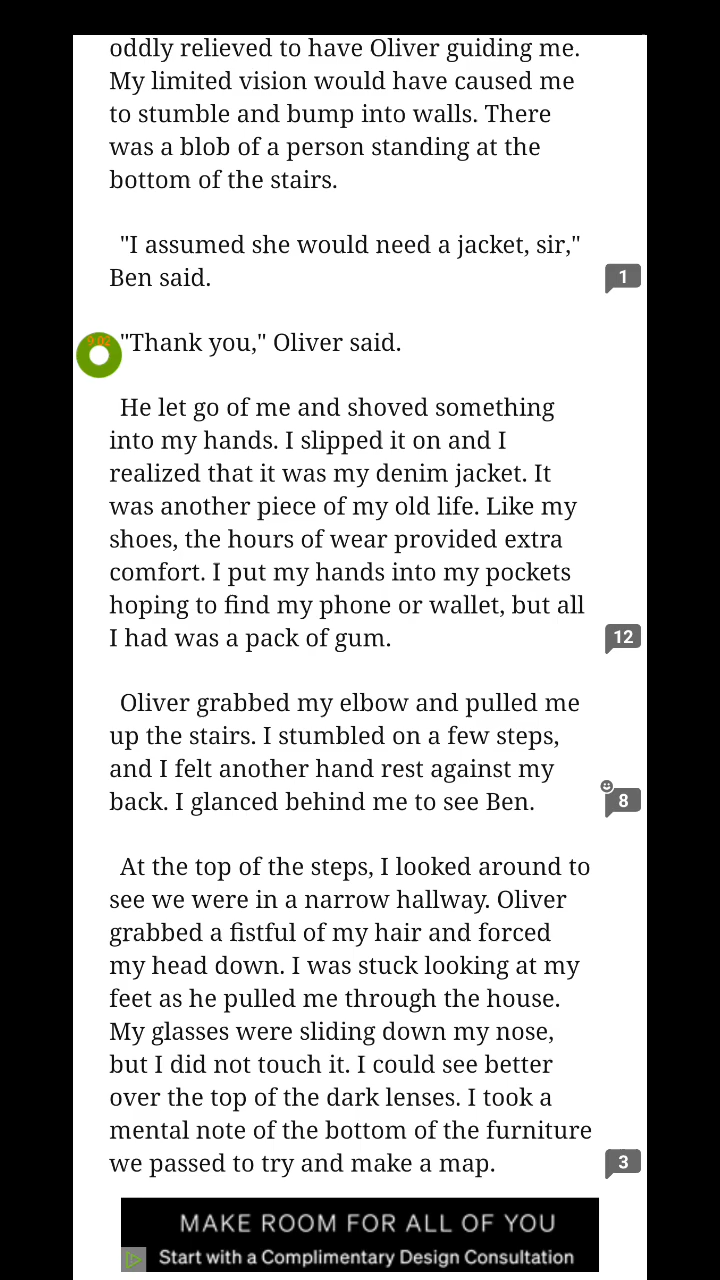 oddly relieved to have Oliver guiding me.
My limited vision would have caused me
to stumble and bump into walls. There
was a blob of a person standing at the
bottom of the stairs.
"I assumed she would need a jacket, sir,"
Ben said.
1
9:02
"Thank you," Oliver said.
He let go of me and shoved something
into my hands. I slipped it on and I
realized that it was my denim jacket. It
was another piece of my old life. Like my
shoes, the hours of wear provided extra
comfort. I put my hands into my pockets
hoping to find my phone or wallet, but all
I had was a pack of gum.
12
Oliver grabbed my elbow and pulled me
up the stairs. I stumbled on a few steps,
and I felt another hand rest against my
back. I glanced behind me to see Ben.
8
At the top of the steps, I looked around to
see we were in a narrow hallway. Oliver
grabbed a fistful of my hair and forced
my head down. I was stuck looking at my
feet as he pulled me through the house.
My glasses were sliding down my nose,
but I did not touch it. I could see better
over the top of the dark lenses. I took a
mental note of the bottom of the furniture
we passed to try and make a map.
3
MAKE ROOM FOR ALL OF YOU
Start with a Complimentary Design Consultation